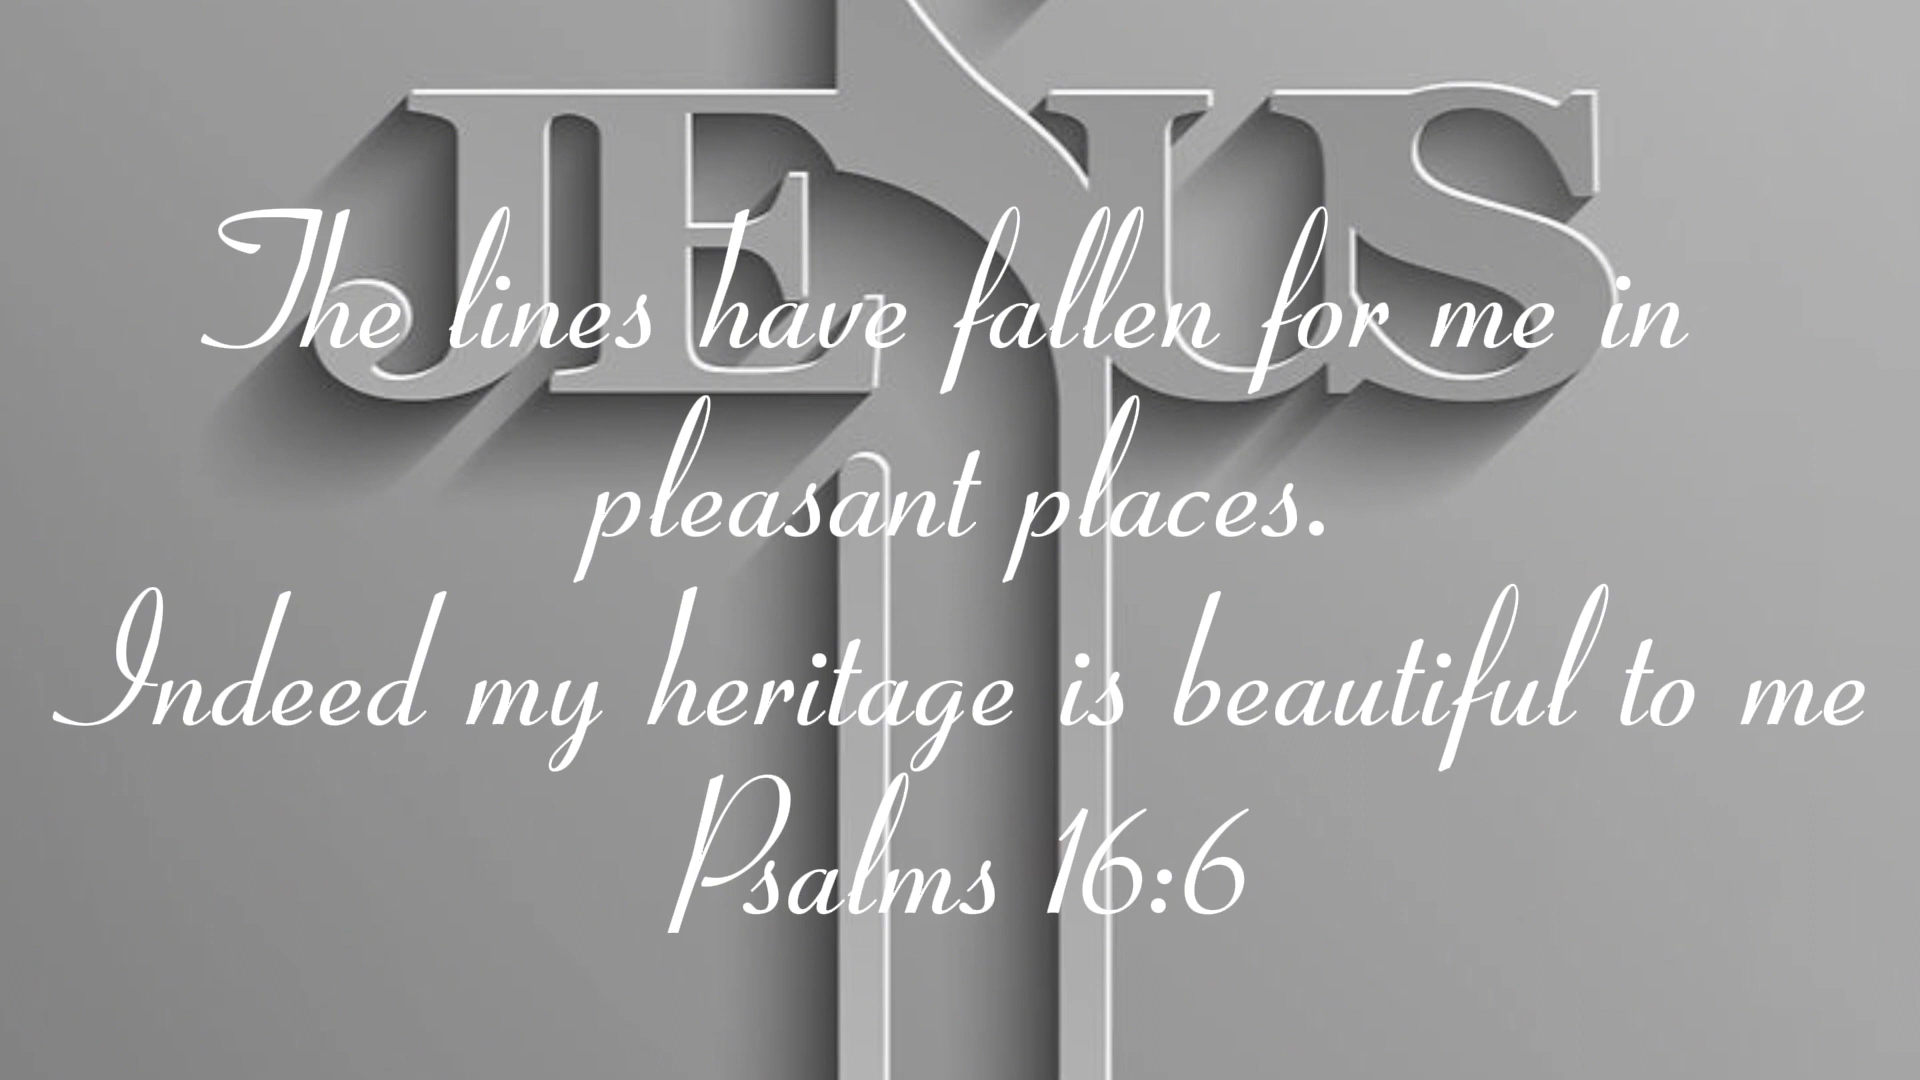 JESUS
The lines have fallen for me in
pleasant places.
Indeed my heritage is beautiful to me
Psalms 16:6